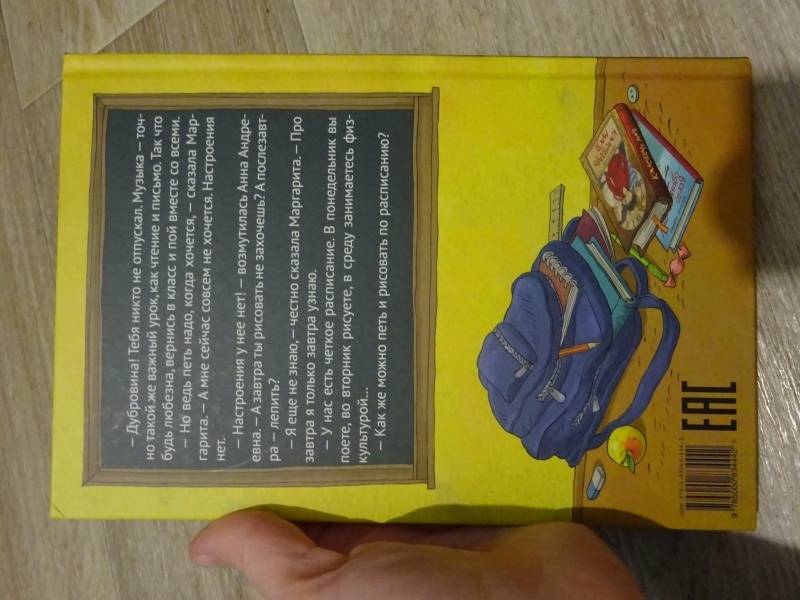 – Дубровина! Тебя никто не отпускал. Музыка – точ-
но такой же важный урок, как чтение и письмо. Так что
будь любезна, вернись в класс и пой вместе со всеми.
– Но ведь петь надо, когда хочется, – сказала Мар-
гарита. – А мне сейчас совсем не хочется. Настроения
нет.
– Настроения у нее нет! – возмутилась Анна Андре-
евна. – А завтра ты рисовать не захочешь? А послезавт-
ра – лепить?
– Я еще не знаю, – честно сказала Маргарита. – Про
завтра я только завтра узнаю.
– У нас есть четкое расписание. В понедельник вы
поете, во вторник рисуете, в среду занимаетесь физ-
культурой...
– Как же можно петь и рисовать по расписанию?
EAC